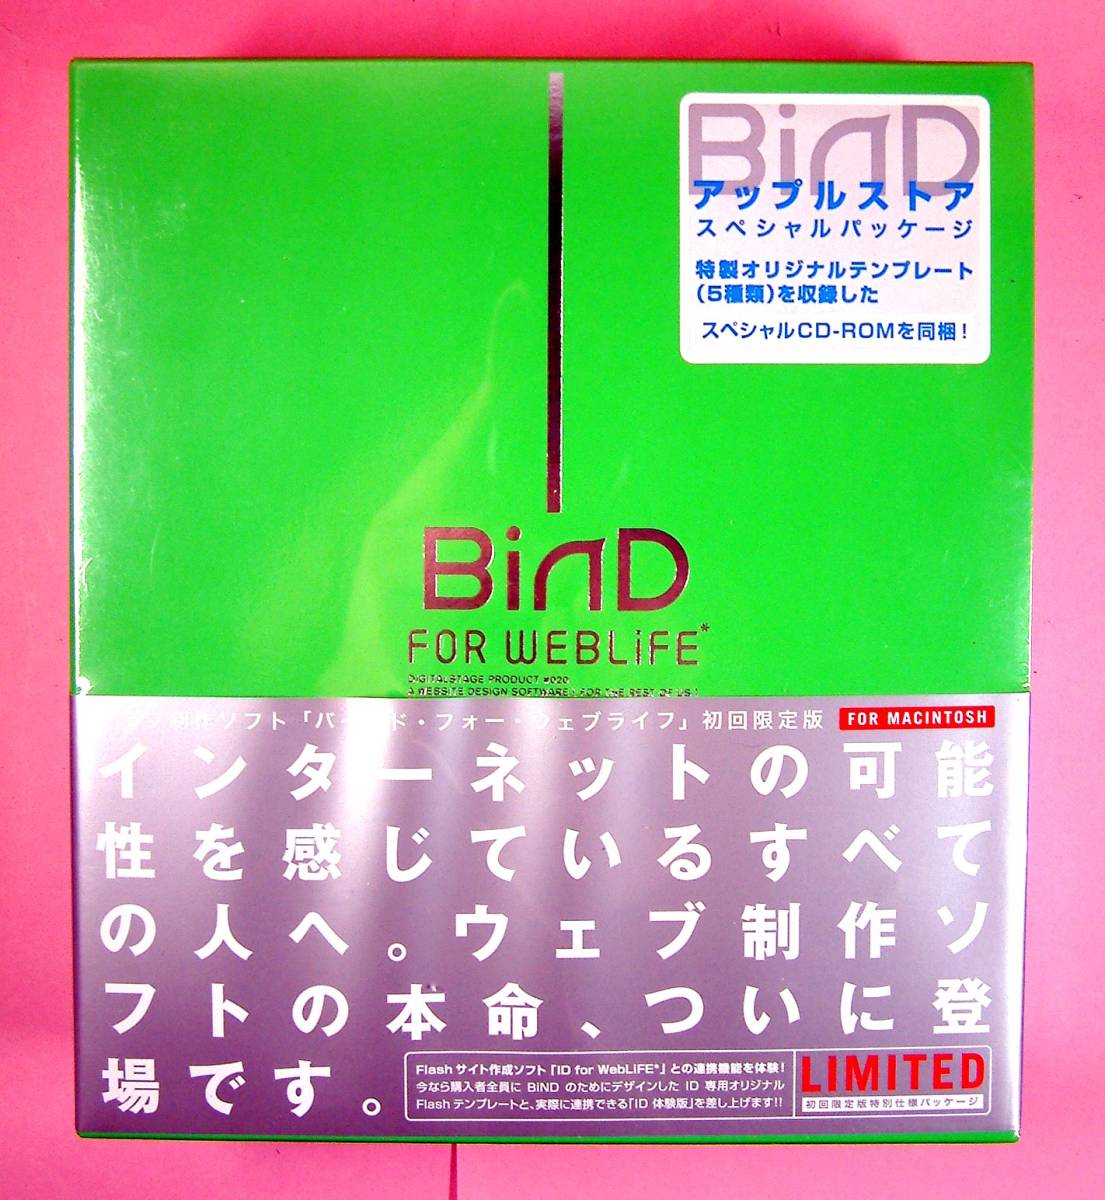 BinD
アップルストア
スペシャルパッケージ
特製オリジナルテンプレート
(5種類)を収録した
スペシャルCD-ROMを同梱!
BinD
FOR WEBLiFE*
DIGITALSTAGE PRODUCT #020
A WEBSITE DESIGN SOFTWARE : FOR THE REST OF US !
制作ソフト「バインド・フォー・ウェブライフ」初回限定版 FOR MACINTOSH
インターネットの可能
性を感じているすべて
の人へ。ウェブ制作ソ
フトの本命、ついに登
場です。
Flashサイト作成ソフト「ID for WebLiFE*」との連携機能を体験!
今なら購入者全員に BiND のためにデザインした ID 専用オリジナル
Flashテンプレートと、実際に連携できる「ID 体験版」を差し上げます!!
LIMITED
初回限定版特別仕様パッケージ